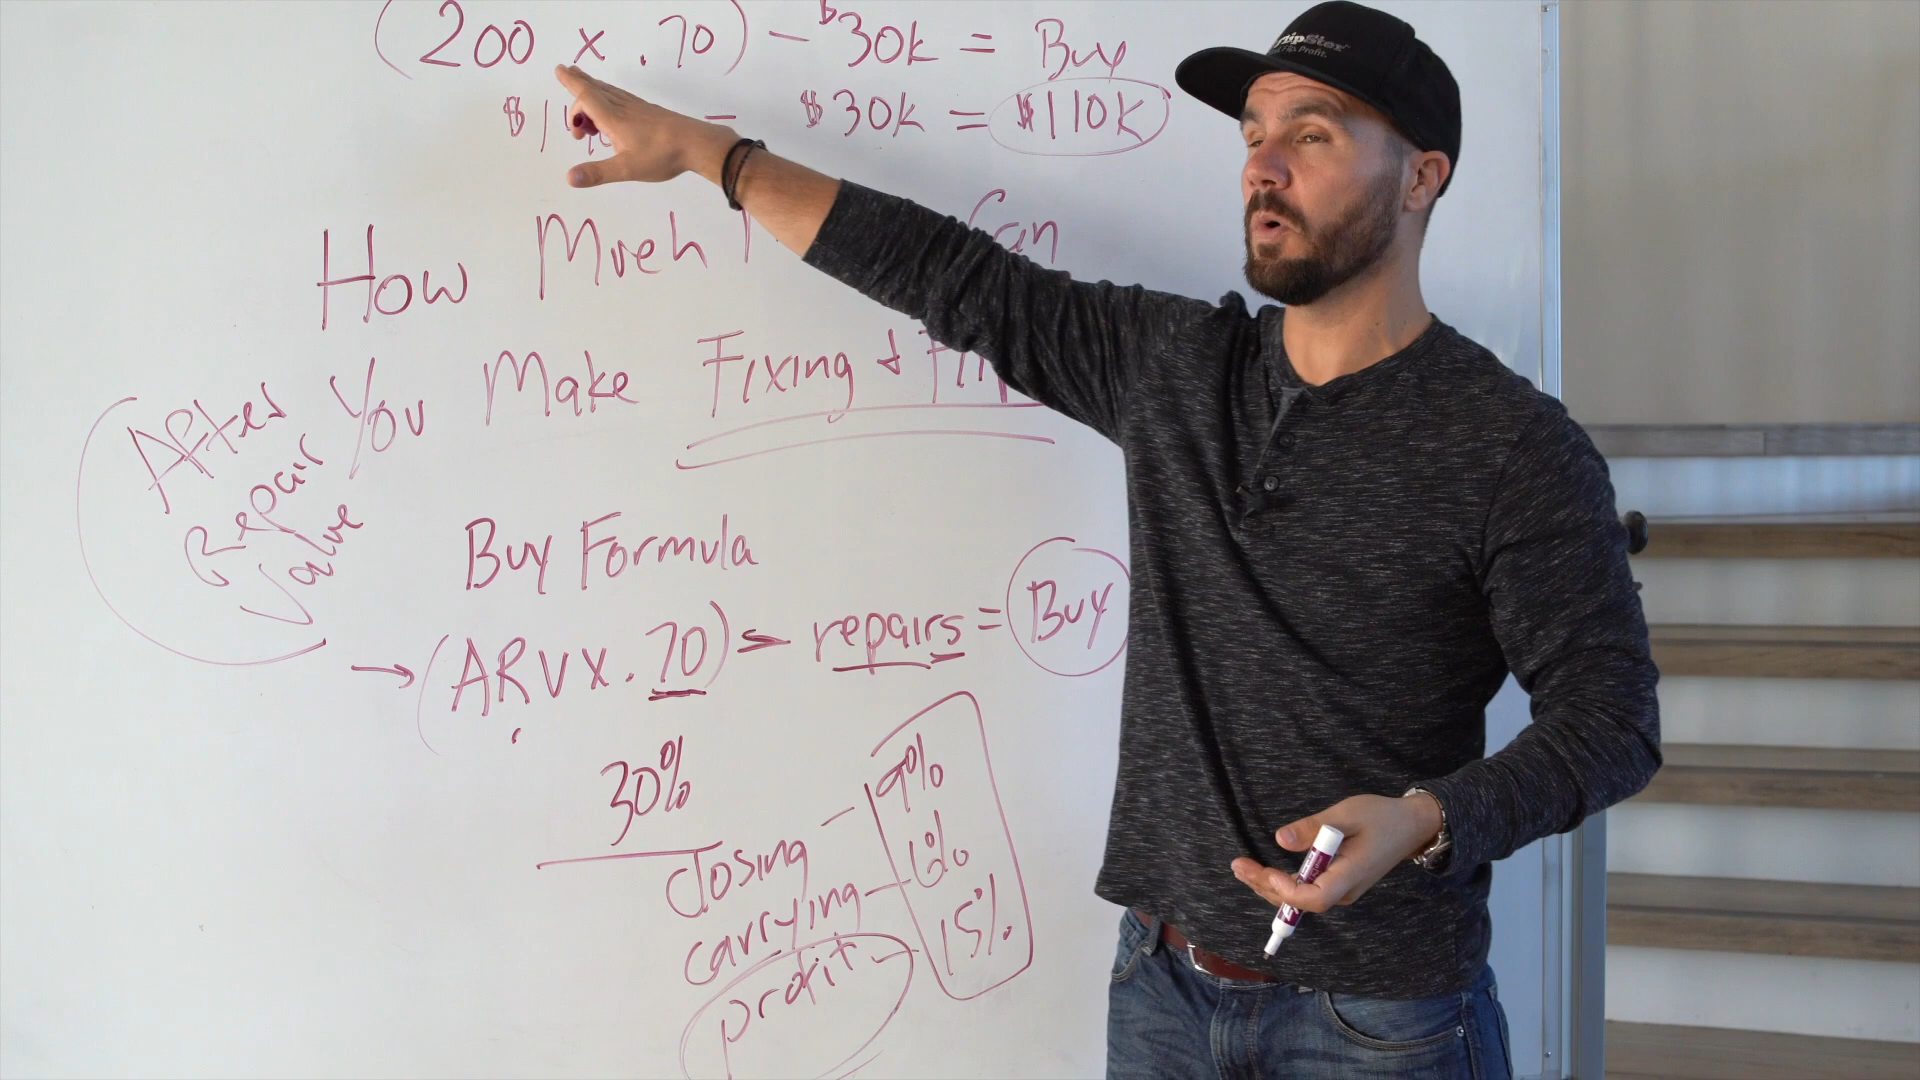 (200 x .70) - $30k = Buy
- $30k = $110k
How Much Can
You Make Fixing +
After
Repair
Value
Buy Formula
→ (ARV x .70) - repairs = Buy
30%
closing - 9%
carrying - 6%
profit - 15%